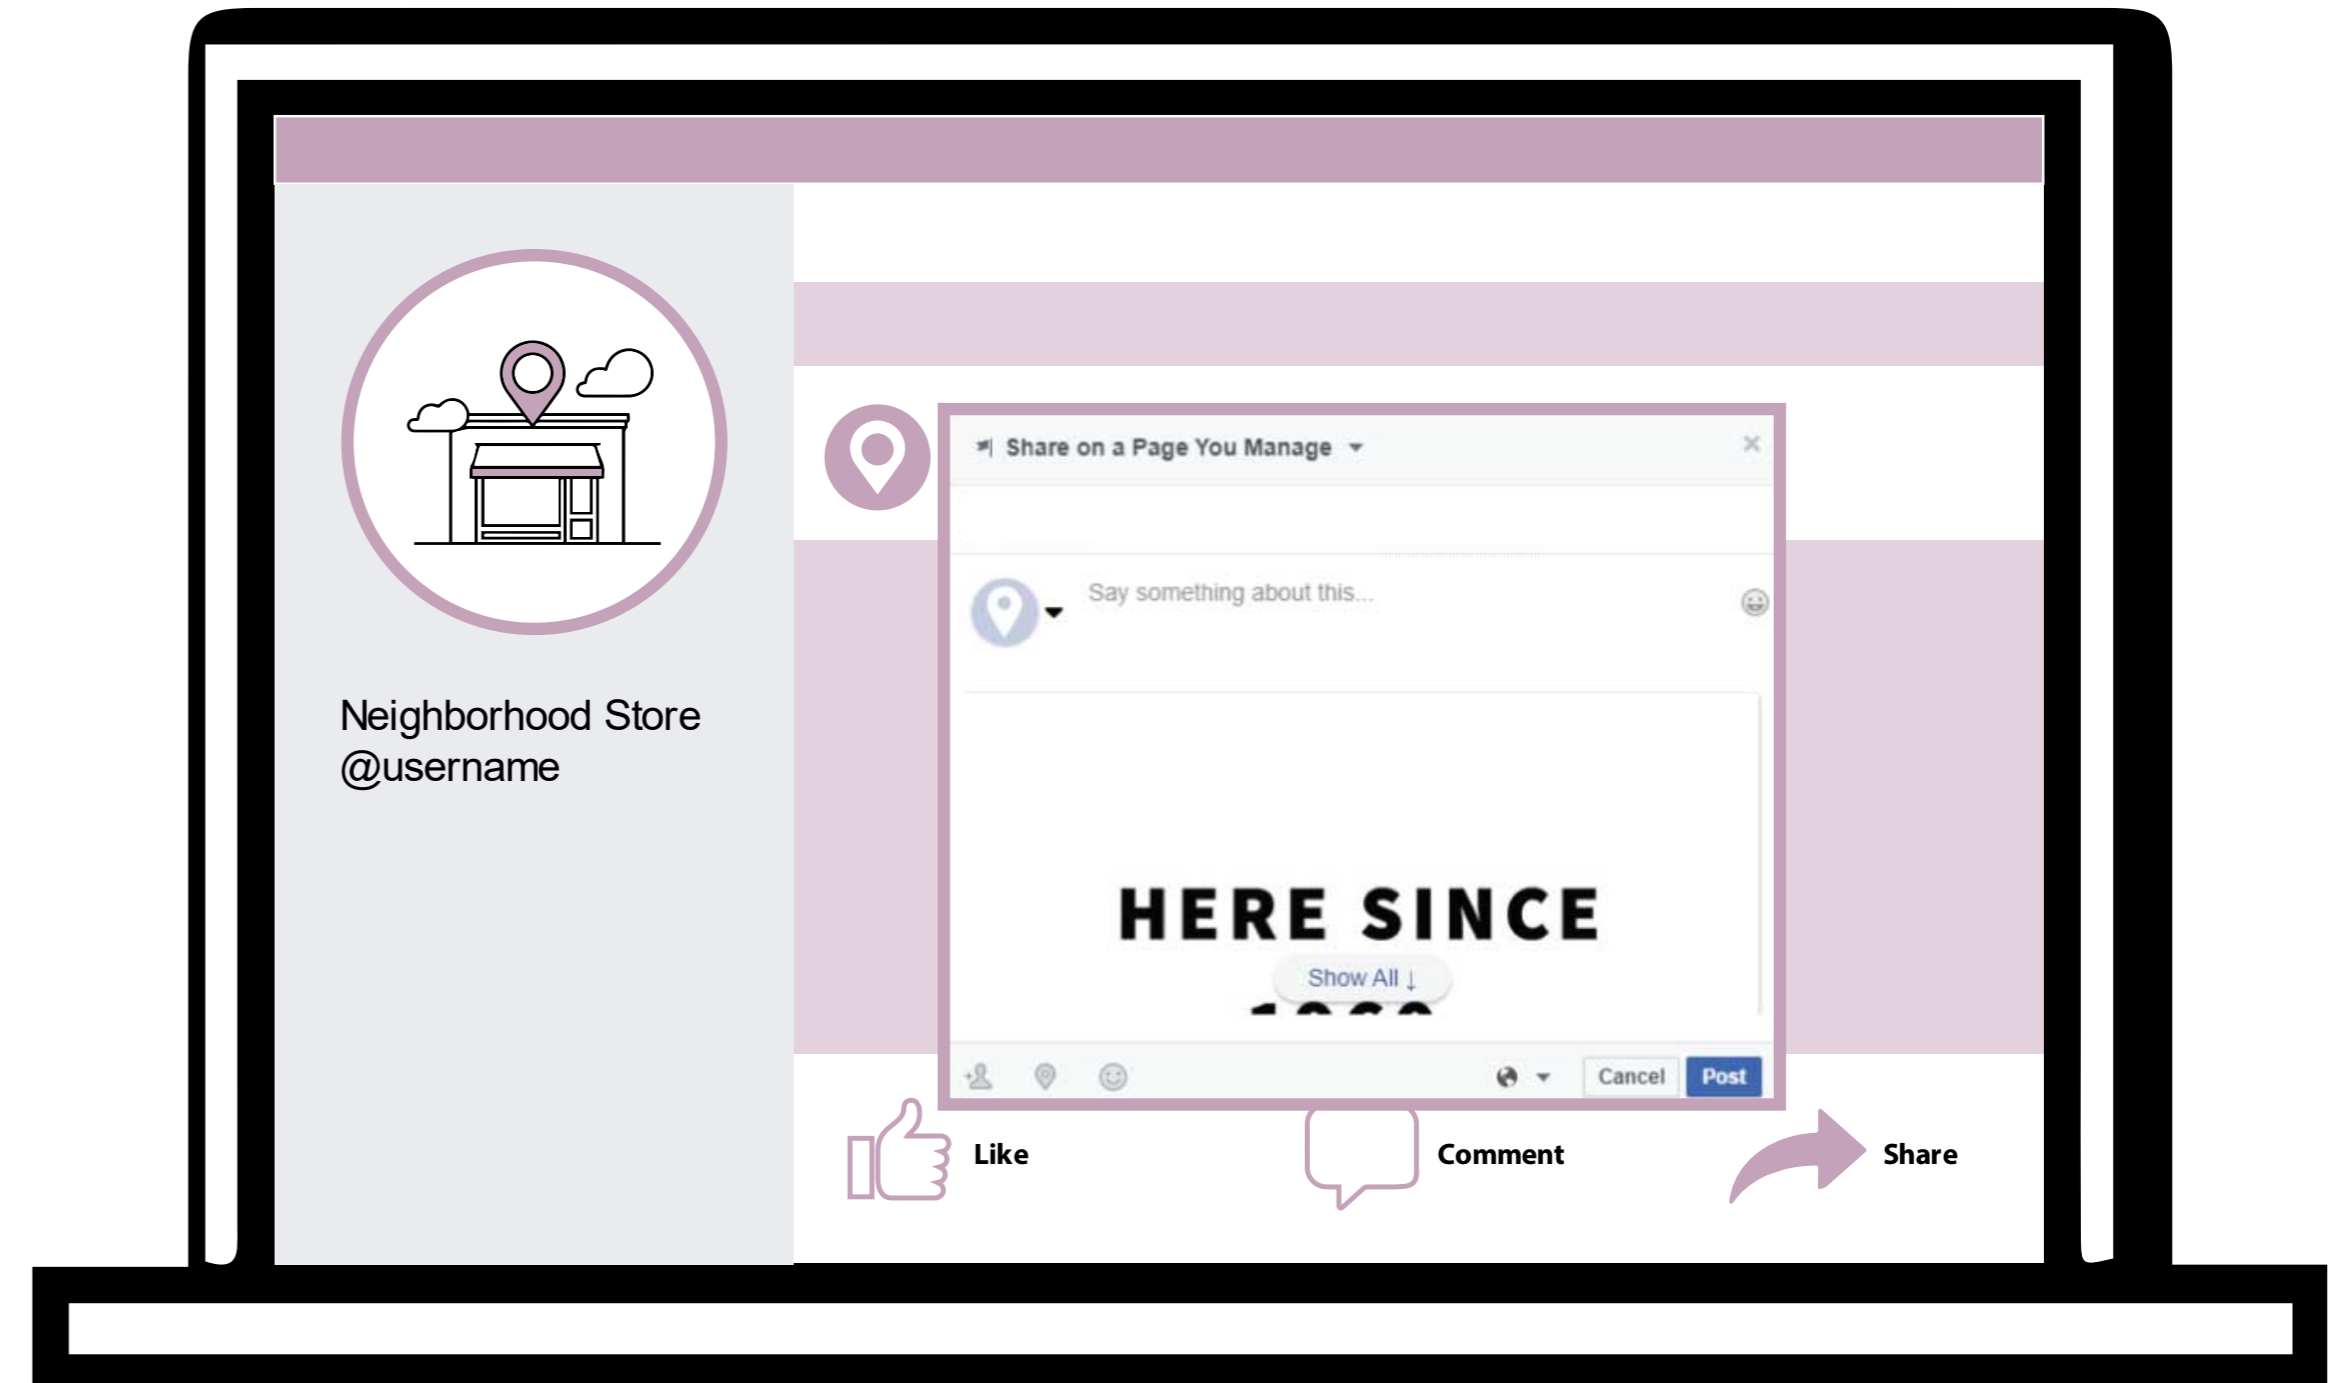 Share on a Page You Manage
Say something about this...
Neighborhood Store
@username
HERE SINCE
Show All ↓
Cancel
Post
Like
Comment
Share